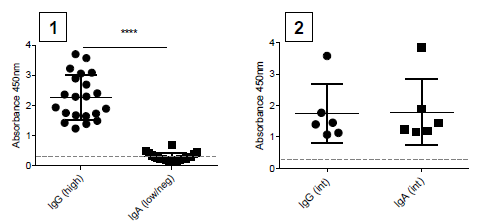 1
****
Absorbance 450nm
4
3
2
1
0
IgG (high)
IgA (low/neg)
2
Absorbance 450nm
4
3
2
1
0
IgG (int)
IgA (int)